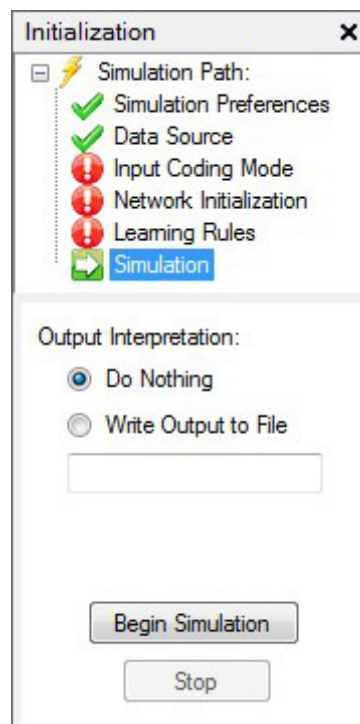 Initialization
Simulation Path:
Simulation Preferences
Data Source
Input Coding Mode
Network Initialization
Learning Rules
Simulation
Output Interpretation:
Do Nothing
Write Output to File
Begin Simulation
Stop